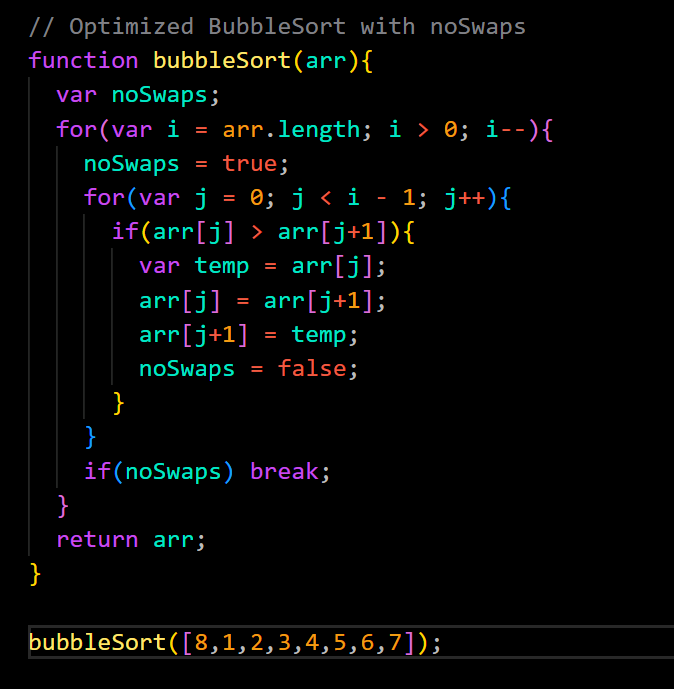 // Optimized BubbleSort with noSwaps
function bubbleSort(arr){
  var noSwaps;
  for(var i = arr.length; i > 0; i--){
    noSwaps = true;
    for(var j = 0; j < i - 1; j++){
      if(arr[j] > arr[j+1]){
        var temp = arr[j];
        arr[j] = arr[j+1];
        arr[j+1] = temp;
        noSwaps = false;
      }
    }
    if(noSwaps) break;
  }
  return arr;
}

bubbleSort([8,1,2,3,4,5,6,7]);